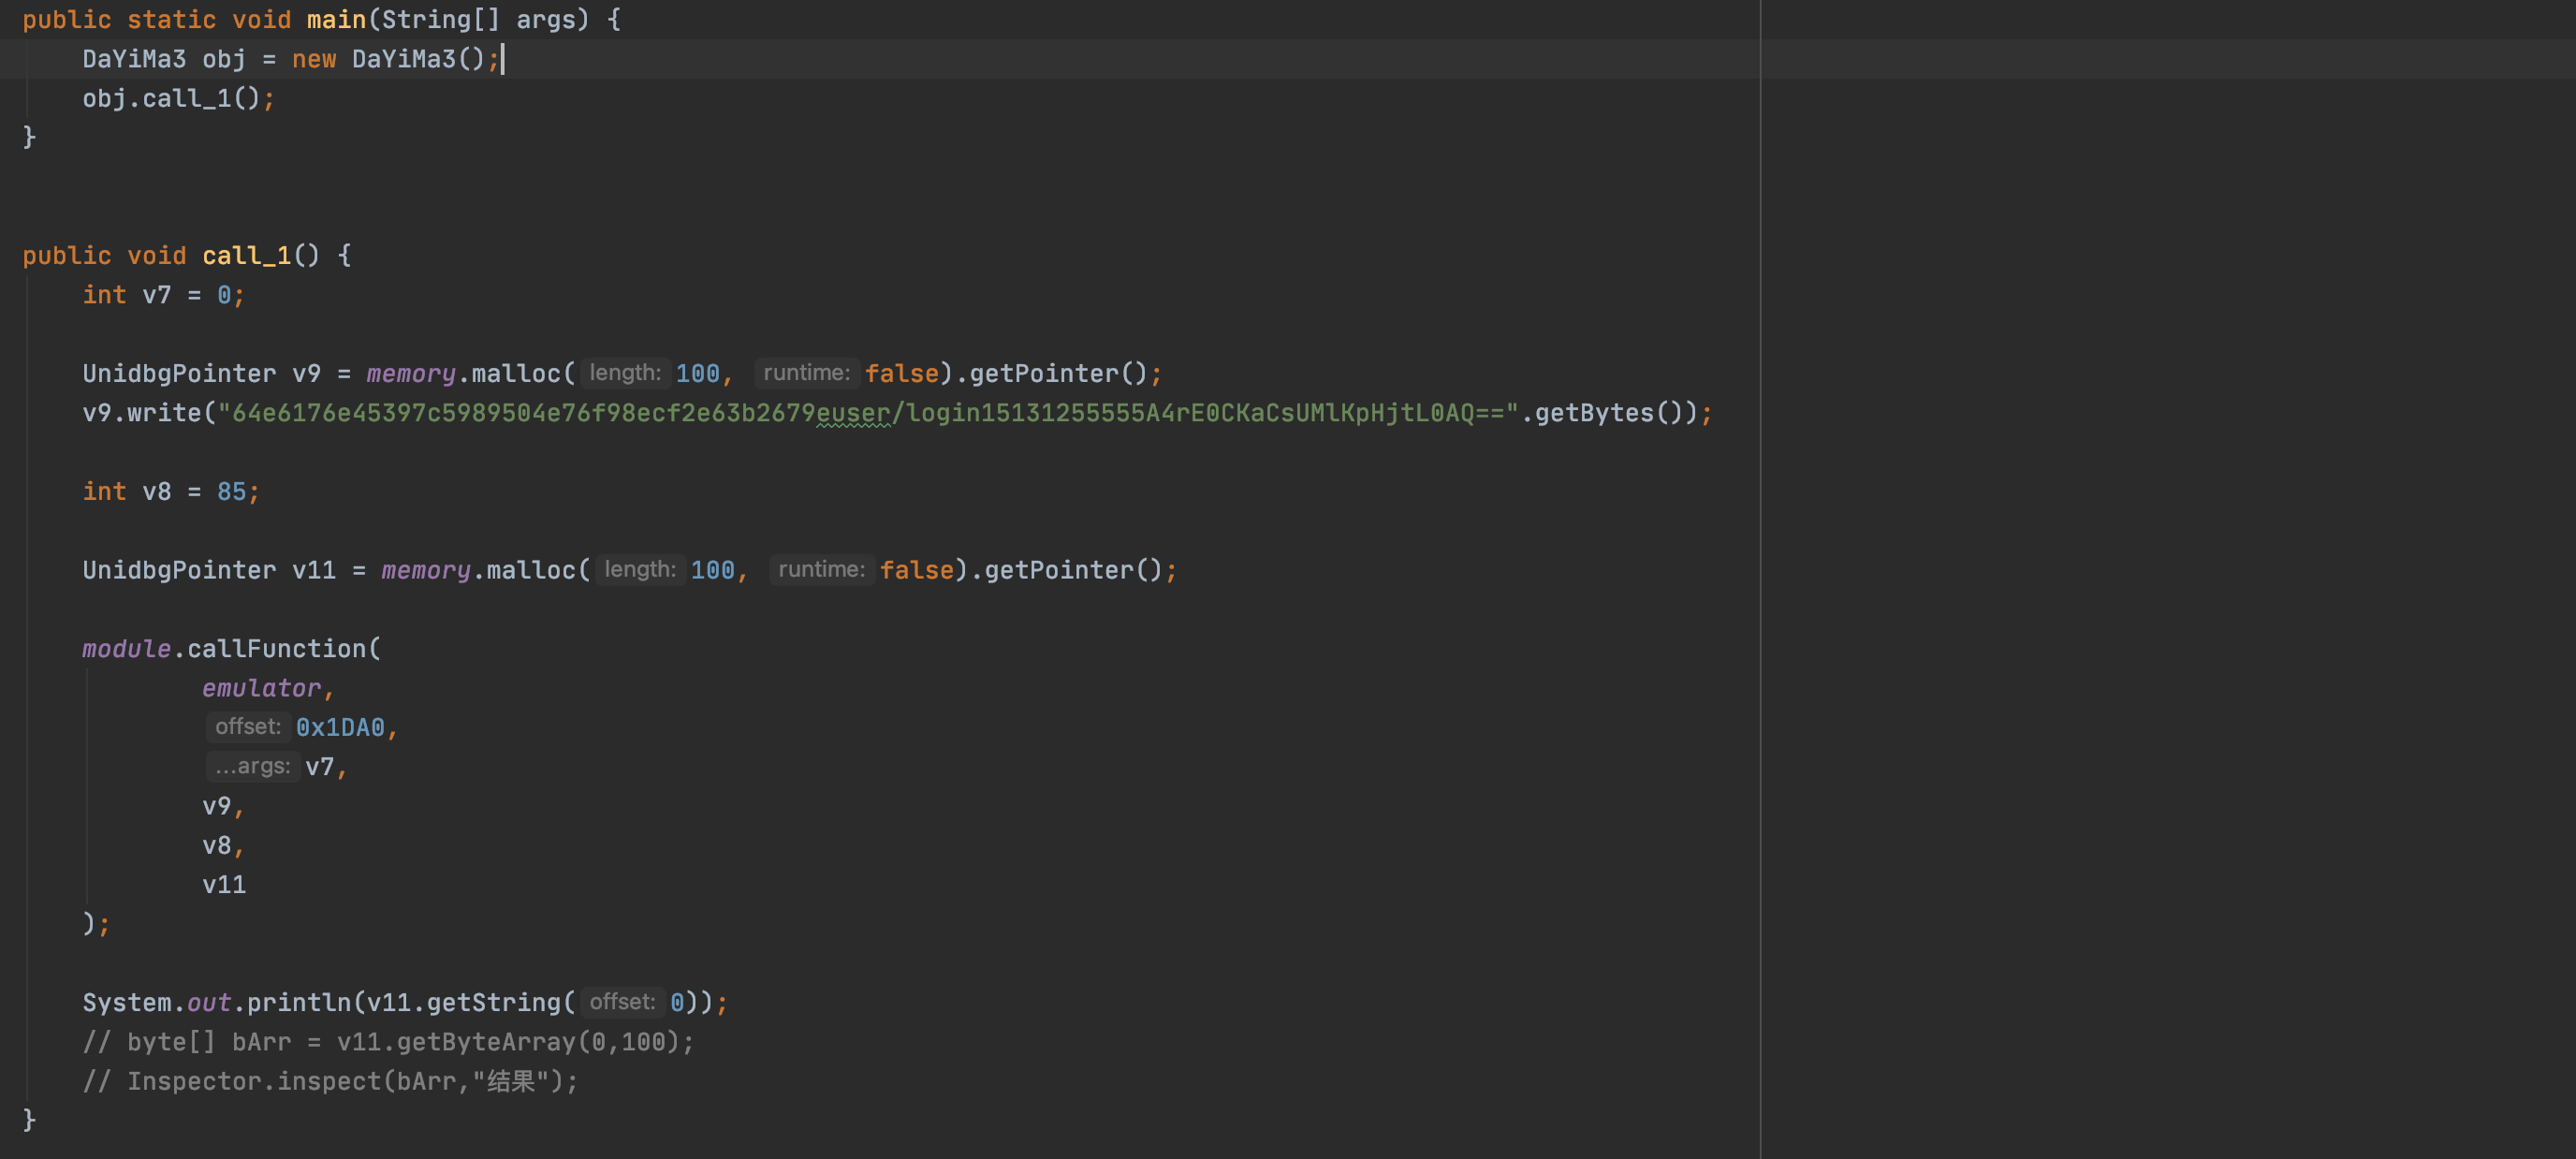 public static void main(String[] args) {
    DaYiMa3 obj = new DaYiMa3();
    obj.call_1();
}
public void call_1() {
    int v7 = 0;
    UnidbgPointer v9 = memory.malloc( length: 100, runtime: false).getPointer();
    v9.write("64e6176e45397c5989504e76f98ecf2e63b2679euser/login15131255555A4rE0CKaCsUMlKpHjtL0AQ==".getBytes());
    int v8 = 85;
    UnidbgPointer v11 = memory.malloc( length: 100, runtime: false).getPointer();
    module.callFunction(
            emulator,
            offset: 0x1DA0,
            ...args: v7,
            v9,
            v8,
            v11
    );
    System.out.println(v11.getString( offset: 0));
    // byte[] bArr = v11.getByteArray(0,100);
    // Inspector.inspect(bArr,"结果");
}